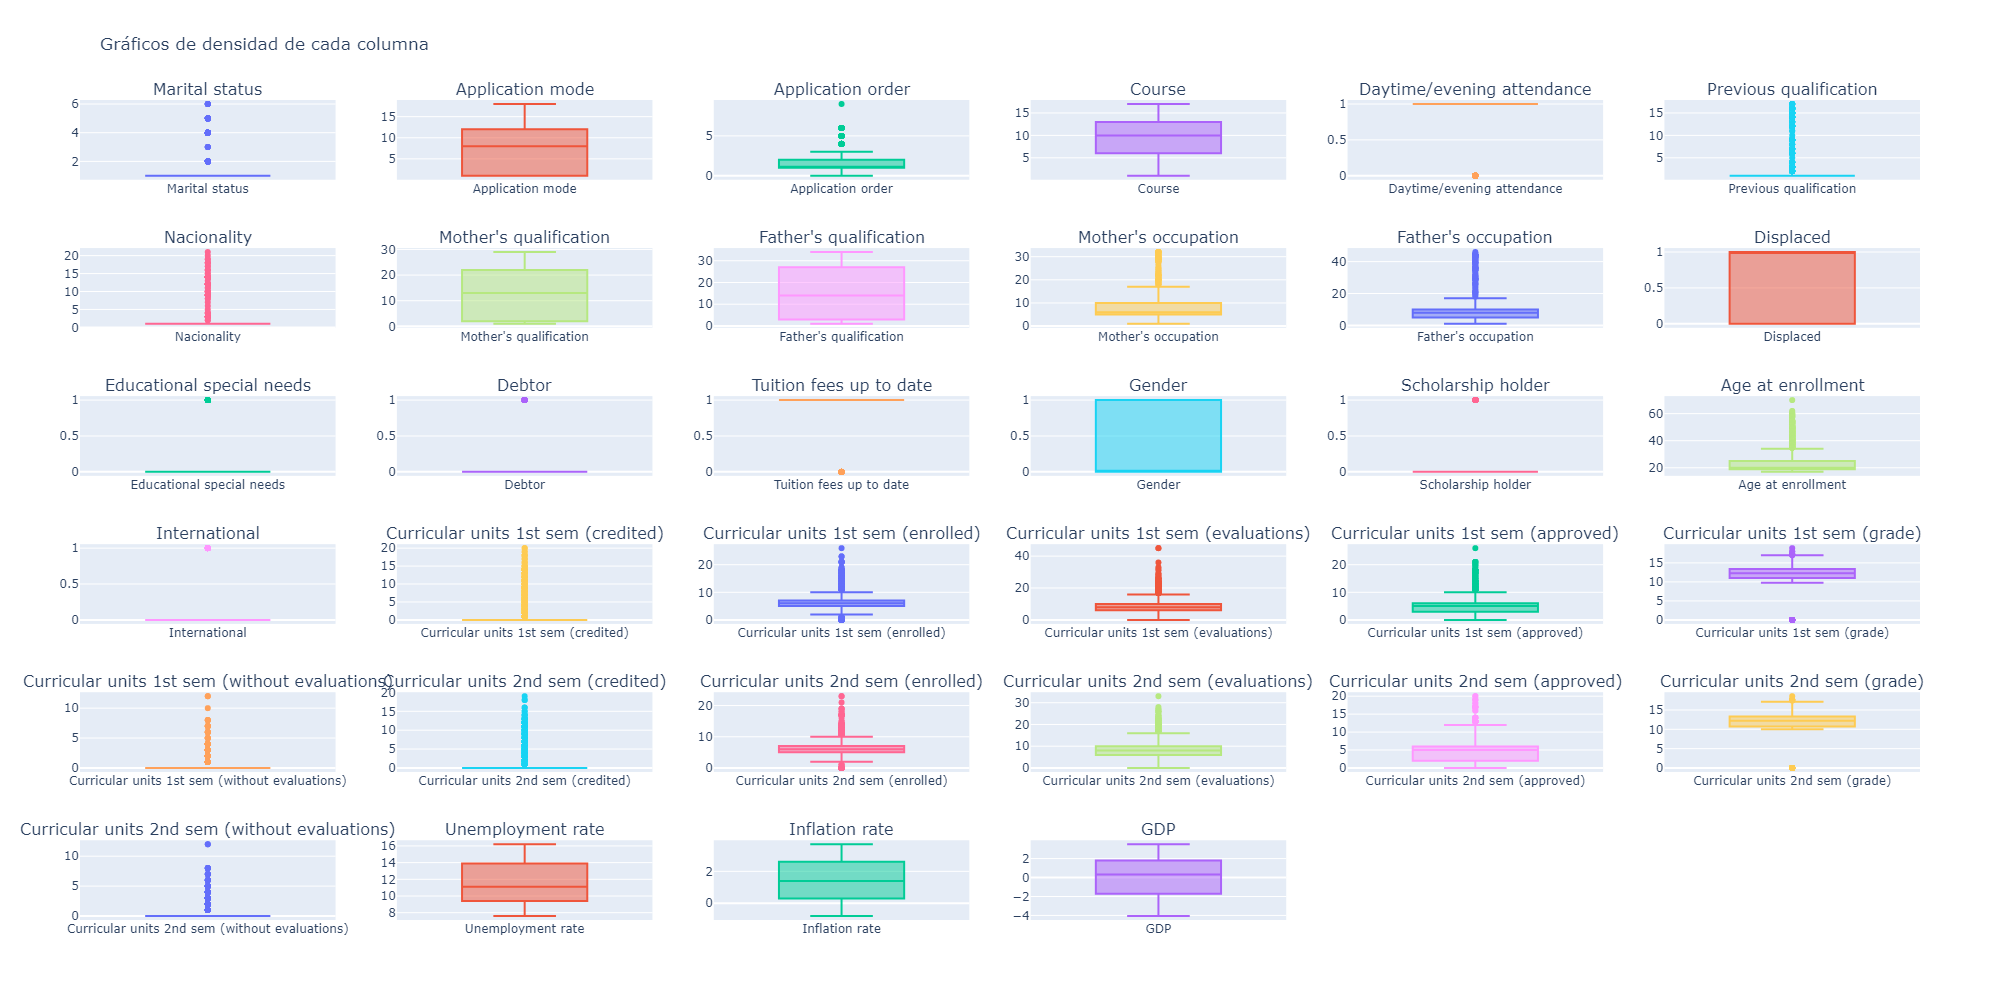 Gráficos de densidad de cada columna
Marital status
6
4
2
Marital status
Application mode
15
10
5
Application mode
Application order
5
0
Application order
Course
15
10
5
Course
Daytime/evening attendance
1
0.5
0
Daytime/evening attendance
Previous qualification
15
10
5
Previous qualification
Nacionality
20
15
10
5
0
Nacionality
Mother's qualification
30
20
10
0
Mother's qualification
Father's qualification
30
20
10
0
Father's qualification
Mother's occupation
30
20
10
0
Mother's occupation
Father's occupation
40
20
0
Father's occupation
Displaced
1
0.5
0
Displaced
Educational special needs
1
0.5
0
Educational special needs
Debtor
1
0.5
0
Debtor
Tuition fees up to date
1
0.5
0
Tuition fees up to date
Gender
1
0.5
0
Gender
Scholarship holder
1
0.5
0
Scholarship holder
Age at enrollment
60
40
20
Age at enrollment
International
1
0.5
0
International
Curricular units 1st sem (credited)
20
15
10
5
0
Curricular units 1st sem (credited)
Curricular units 1st sem (enrolled)
20
10
0
Curricular units 1st sem (enrolled)
Curricular units 1st sem (evaluations)
40
20
0
Curricular units 1st sem (evaluations)
Curricular units 1st sem (approved)
20
10
0
Curricular units 1st sem (approved)
Curricular units 1st sem (grade)
15
10
5
0
Curricular units 1st sem (grade)
Curricular units 1st sem (without evaluations)
10
5
0
Curricular units 1st sem (without evaluations)
Curricular units 2nd sem (credited)
20
15
10
5
0
Curricular units 2nd sem (credited)
Curricular units 2nd sem (enrolled)
20
10
0
Curricular units 2nd sem (enrolled)
Curricular units 2nd sem (evaluations)
30
20
10
0
Curricular units 2nd sem (evaluations)
Curricular units 2nd sem (approved)
20
15
10
5
0
Curricular units 2nd sem (approved)
Curricular units 2nd sem (grade)
15
10
5
0
Curricular units 2nd sem (grade)
Curricular units 2nd sem (without evaluations)
10
5
0
Curricular units 2nd sem (without evaluations)
Unemployment rate
16
14
12
10
8
Unemployment rate
Inflation rate
2
0
Inflation rate
GDP
2
0
−2
−4
GDP